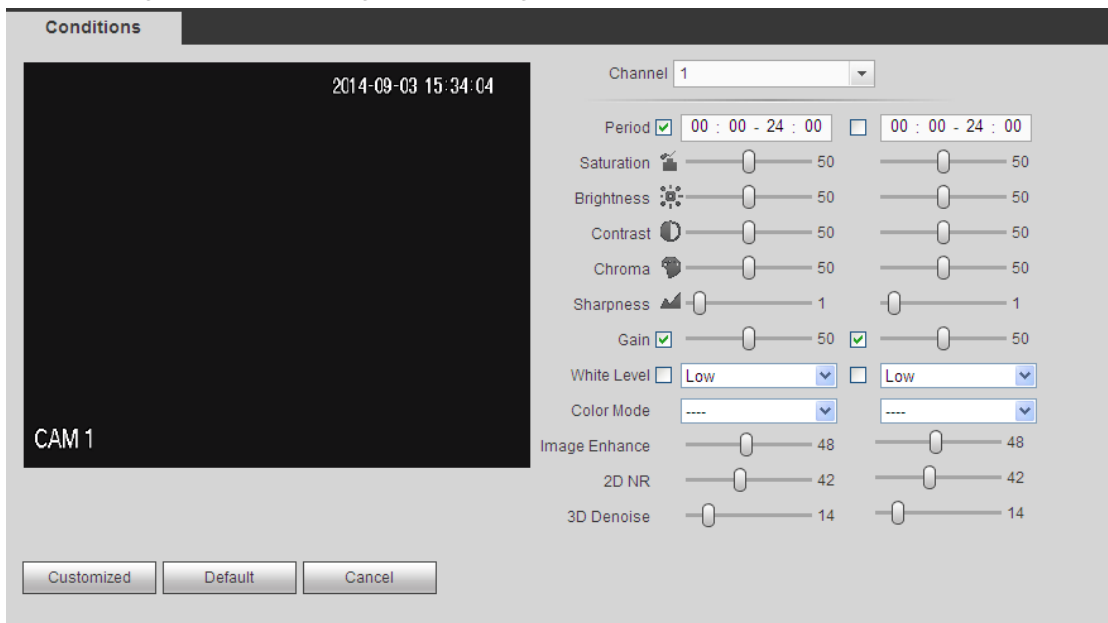 Conditions
2014-09-03 15:34:04
CAM 1
Channel 1
Period 00 : 00 - 24 : 00 00 : 00 - 24 : 00
Saturation 50 50
Brightness 50 50
Contrast 50 50
Chroma 50 50
Sharpness 1 1
Gain 50 50
White Level Low Low
Color Mode ---- ----
Image Enhance 48 48
2D NR 42 42
3D Denoise 14 14
Customized Default Cancel